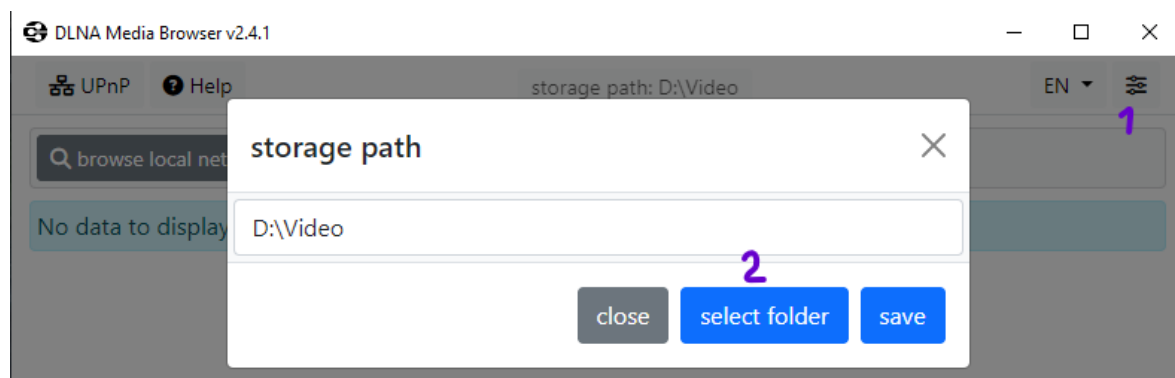 DLNA Media Browser v2.4.1
UPnP Help storage path: D:\Video EN
1
browse local net
storage path
No data to display
D:\Video
2
close select folder save